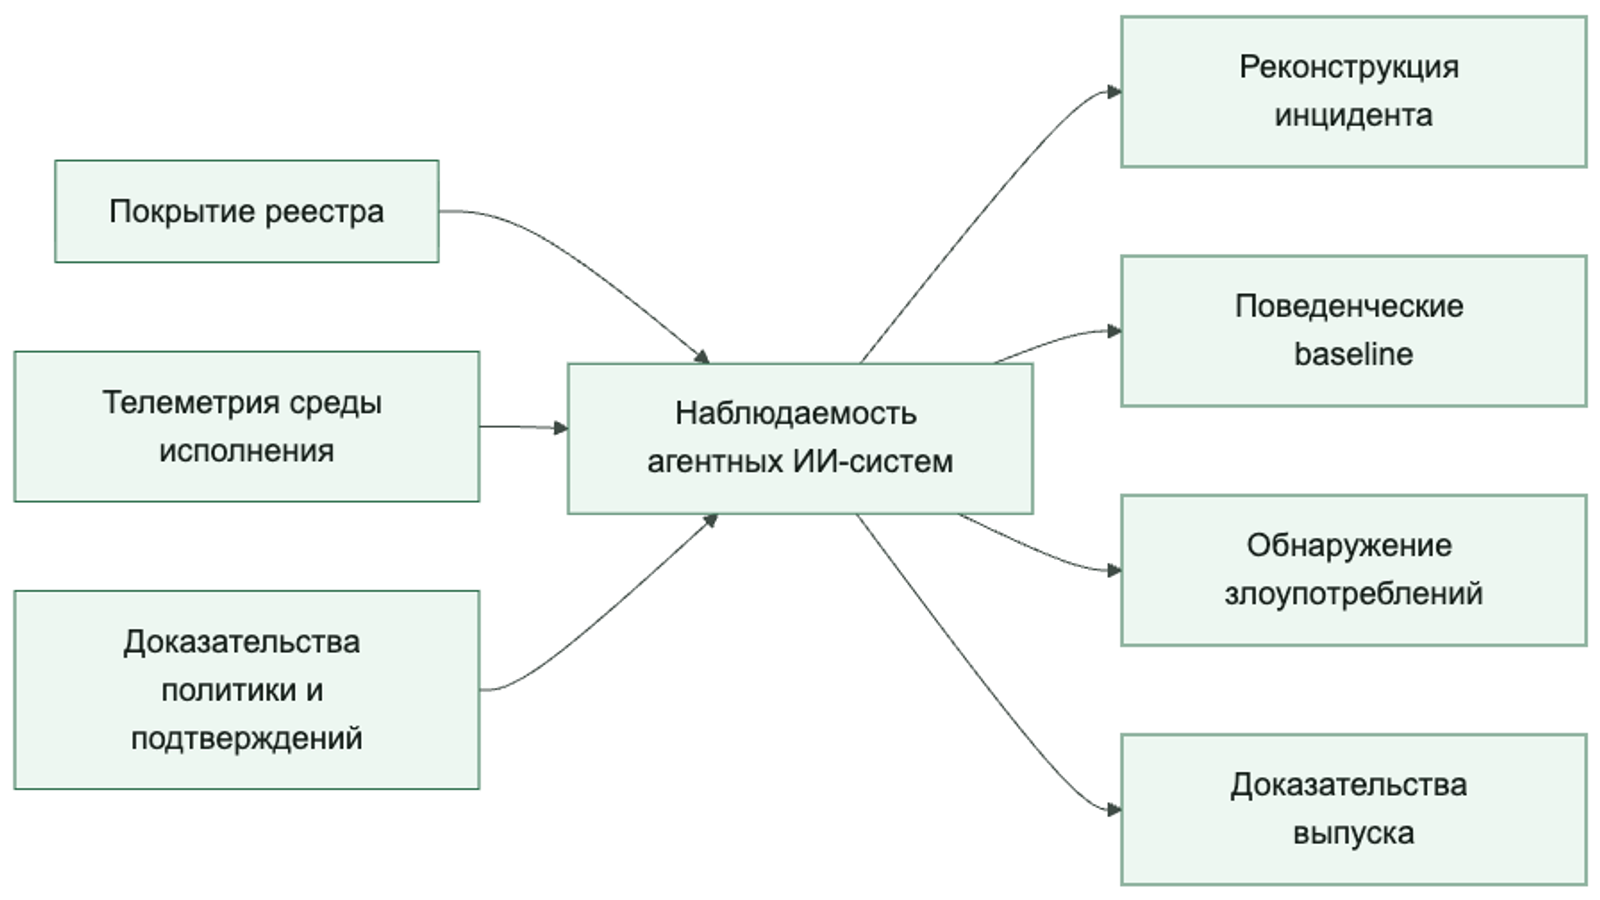 Покрытие реестра
Телеметрия среды
исполнения
Доказательства
политики и
подтверждений
Наблюдаемость
агентных ИИ-систем
Реконструкция
инцидента
Поведенческие
baseline
Обнаружение
злоупотреблений
Доказательства
выпуска